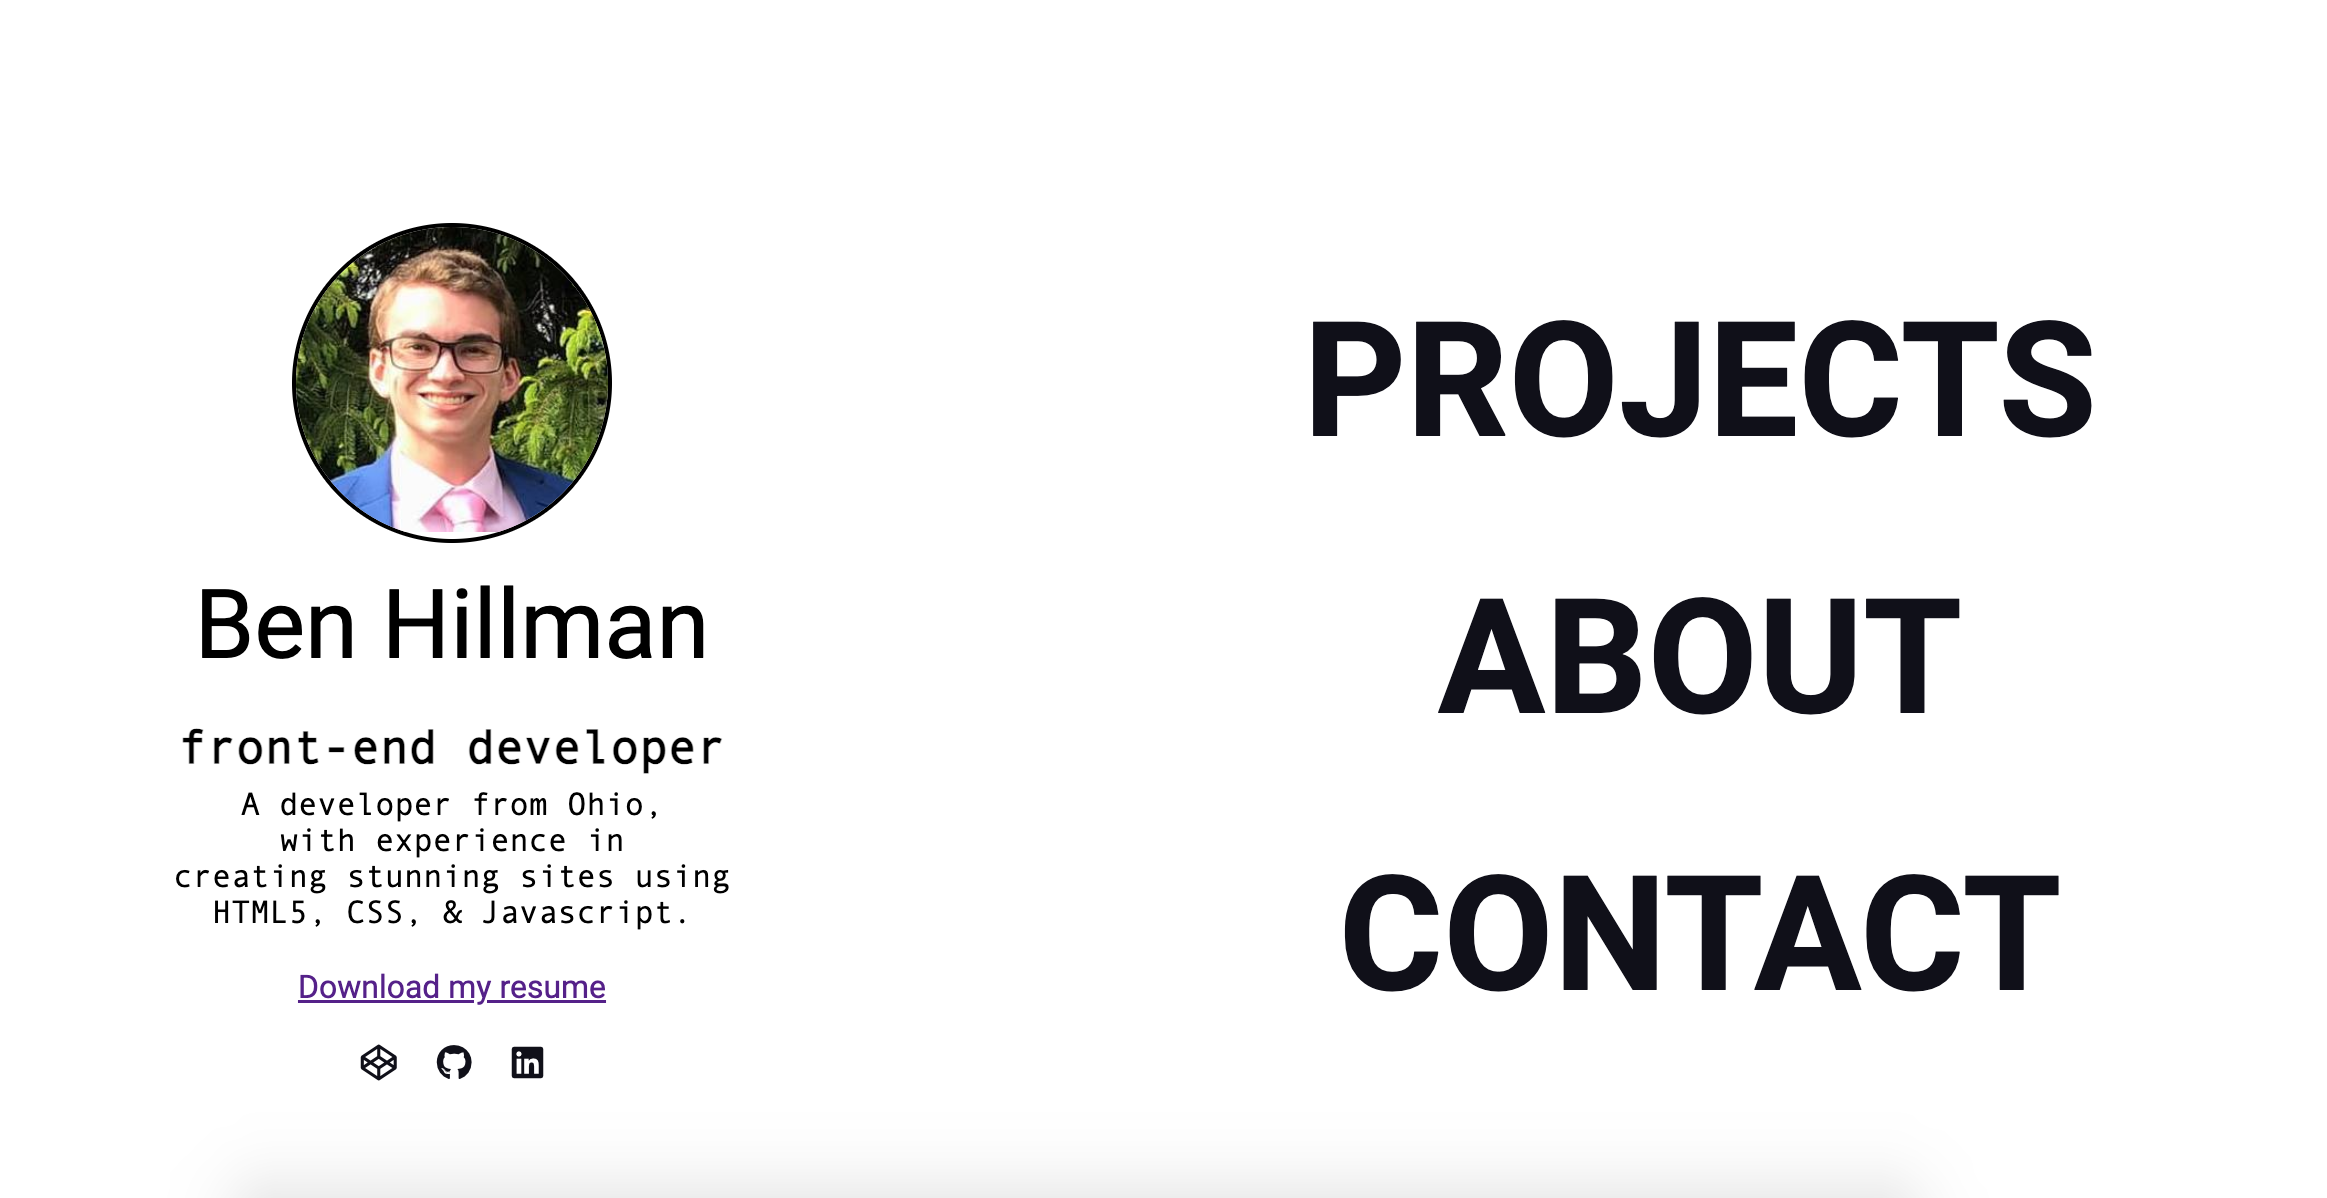 Ben Hillman
front-end developer
A developer from Ohio,
with experience in
creating stunning sites using
HTML5, CSS, & Javascript.
Download my resume
in
PROJECTS
ABOUT
CONTACT